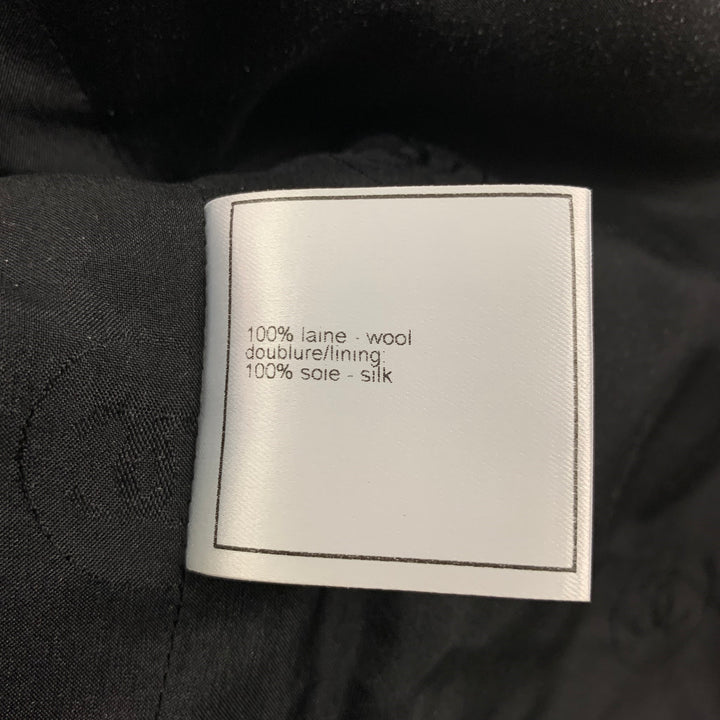 100% laine - wool
doublure/lining:
100% soie - silk